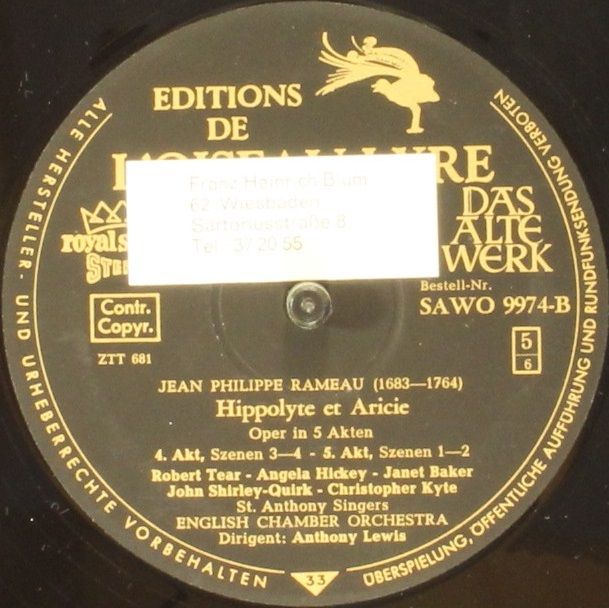 EDITIONS
DE
L'OISEAU-LYRE
Franz Heinrich Blum
62 Wiesbaden
Sartoriusstraße 8
Tel. 37 20 55
royal
DAS
ALTE
WERK
Bestell-Nr.
SAWO 9974-B
Contr.
Copyr.
ZTT 681
5
6
JEAN PHILIPPE RAMEAU (1683—1764)
Hippolyte et Aricie
Oper in 5 Akten
4. Akt, Szenen 3—4 - 5. Akt, Szenen 1—2
Robert Tear - Angela Hickey - Janet Baker
John Shirley-Quirk - Christopher Kyte
St. Anthony Singers
ENGLISH CHAMBER ORCHESTRA
Dirigent: Anthony Lewis
33
ALLE HERSTELLER- UND URHEBERRECHTE VORBEHALTEN
ÜBERSPIELUNG, ÖFFENTLICHE AUFFÜHRUNG UND RUNDFUNKSENDUNG VERBOTEN